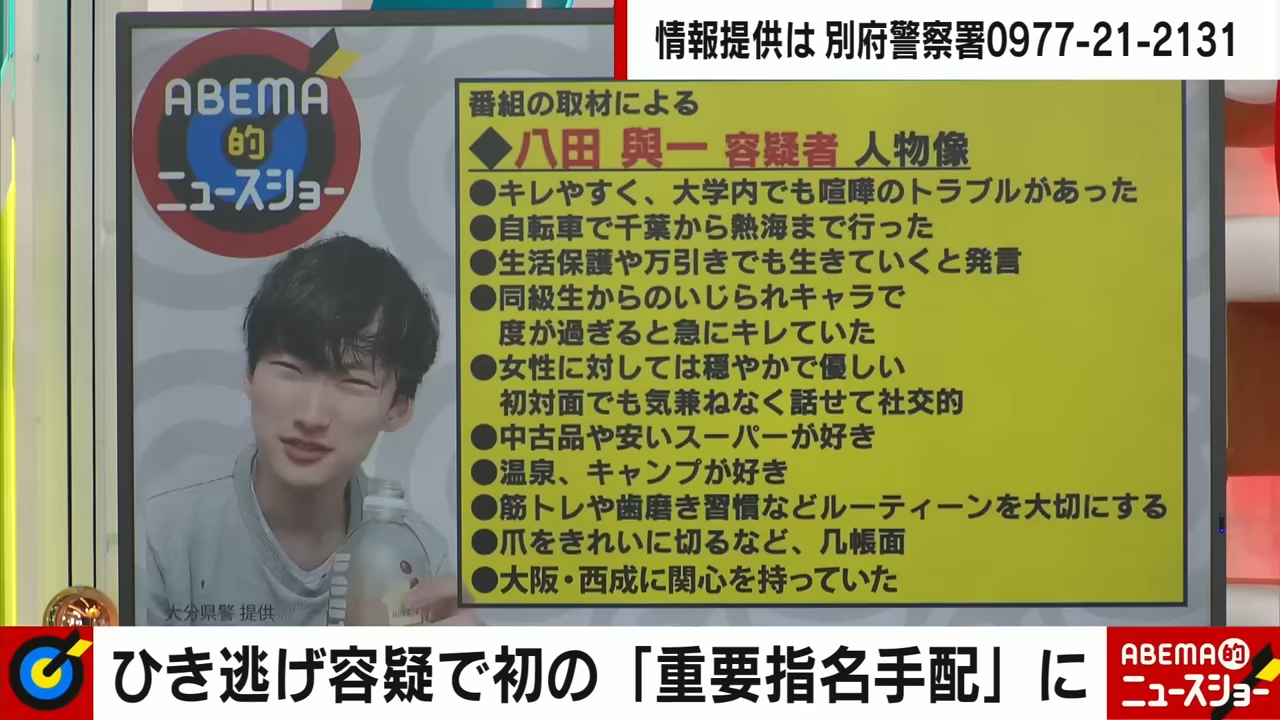 情報提供は 別府警察署0977-21-2131
ABEMA
的
ニュースショー
番組の取材による
◆八田 與一 容疑者 人物像
●キレやすく、大学内でも喧嘩のトラブルがあった
●自転車で千葉から熱海まで行った
●生活保護や万引きでも生きていくと発言
●同級生からのいじられキャラで
度が過ぎると急にキレていた
●女性に対しては穏やかで優しい
初対面でも気兼ねなく話せて社交的
●中古品や安いスーパーが好き
●温泉、キャンプが好き
●筋トレや歯磨き習慣などルーティーンを大切にする
●爪をきれいに切るなど、几帳面
●大阪・西成に関心を持っていた
大分県警 提供
ひき逃げ容疑で初の「重要指名手配」に
ABEMA的
ニュースショー